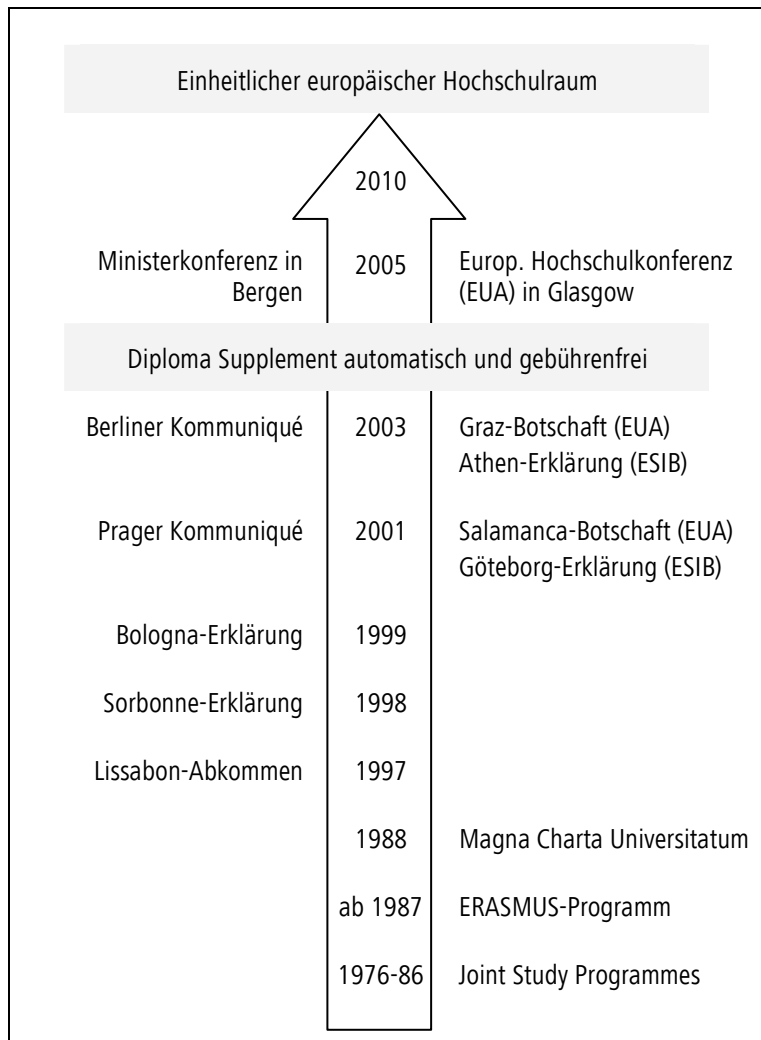 Einheitlicher europäischer Hochschulraum
2010
Ministerkonferenz in
Bergen
2005
Europ. Hochschulkonferenz
(EUA) in Glasgow
Diploma Supplement automatisch und gebührenfrei
Berliner Kommuniqué
2003
Graz-Botschaft (EUA)
Athen-Erklärung (ESIB)
Prager Kommuniqué
2001
Salamanca-Botschaft (EUA)
Göteborg-Erklärung (ESIB)
Bologna-Erklärung
1999
Sorbonne-Erklärung
1998
Lissabon-Abkommen
1997
1988
Magna Charta Universitatum
ab 1987
ERASMUS-Programm
1976-86
Joint Study Programmes